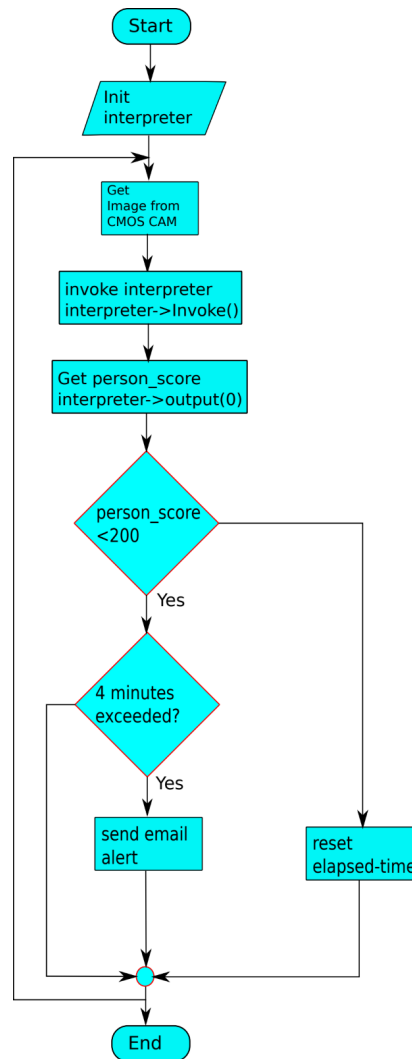 Start
Init
interpreter
Get
Image from
CMOS CAM
invoke interpreter
interpreter->Invoke()
Get person_score
interpreter->output(0)
person_score
<200
Yes
4 minutes
exceeded?
Yes
send email
alert
reset
elapsed-time
End